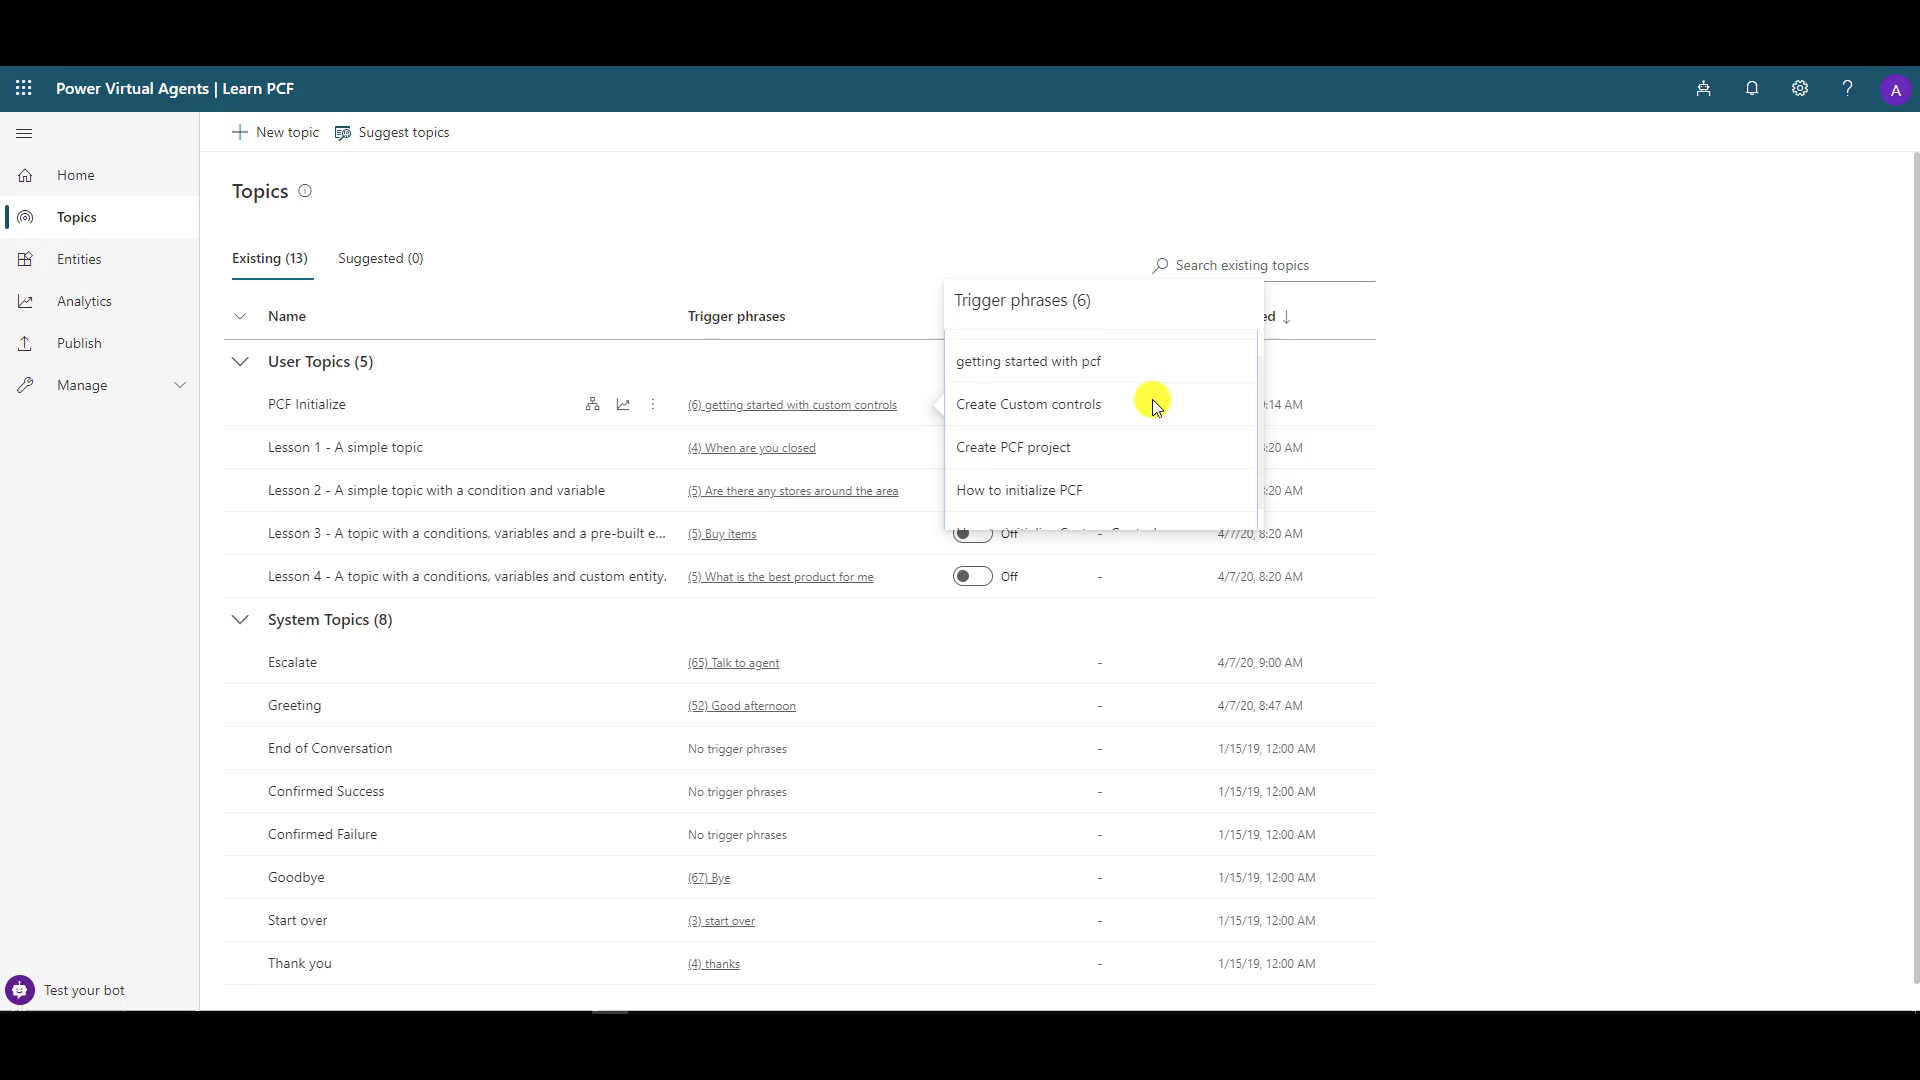 Power Virtual Agents | Learn PCF
A
New topic
Suggest topics
Home
Topics
Entities
Analytics
Publish
Manage
Test your bot
Topics
Existing (13)
Suggested (0)
Search existing topics
Name
Trigger phrases
ed
Trigger phrases (6)
getting started with pcf
Create Custom controls
Create PCF project
How to initialize PCF
User Topics (5)
PCF Initialize
(6) getting started with custom controls
:14 AM
Lesson 1 - A simple topic
(4) When are you closed
:20 AM
Lesson 2 - A simple topic with a condition and variable
(5) Are there any stores around the area
:20 AM
Lesson 3 - A topic with a conditions, variables and a pre-built e...
(5) Buy items
Off
-
4/7/20, 8:20 AM
Lesson 4 - A topic with a conditions, variables and custom entity.
(5) What is the best product for me
Off
-
4/7/20, 8:20 AM
System Topics (8)
Escalate
(65) Talk to agent
-
4/7/20, 9:00 AM
Greeting
(52) Good afternoon
-
4/7/20, 8:47 AM
End of Conversation
No trigger phrases
-
1/15/19, 12:00 AM
Confirmed Success
No trigger phrases
-
1/15/19, 12:00 AM
Confirmed Failure
No trigger phrases
-
1/15/19, 12:00 AM
Goodbye
(67) Bye
-
1/15/19, 12:00 AM
Start over
(3) start over
-
1/15/19, 12:00 AM
Thank you
(4) thanks
-
1/15/19, 12:00 AM